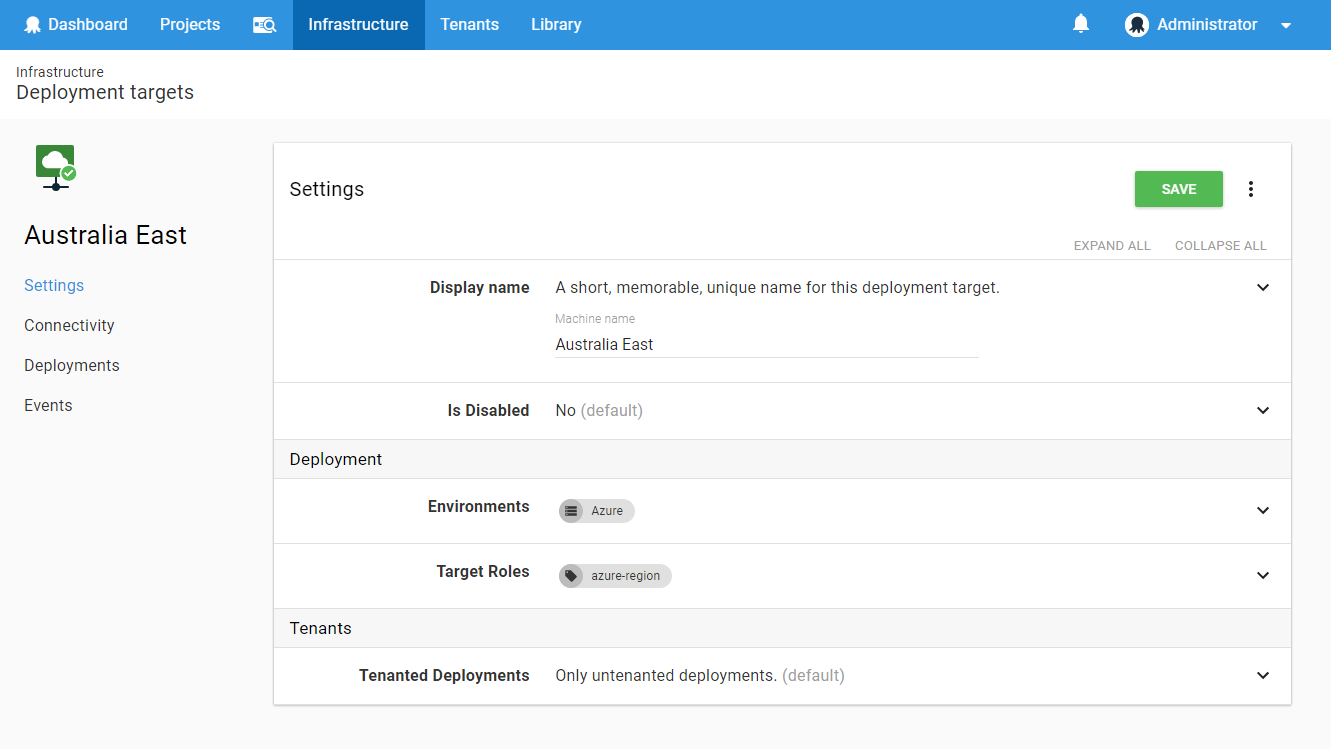 Dashboard Projects Infrastructure Tenants Library Administrator
Infrastructure
Deployment targets
Australia East
Settings
Connectivity
Deployments
Events
Settings
SAVE
EXPAND ALL COLLAPSE ALL
Display name A short, memorable, unique name for this deployment target.
Machine name
Australia East
Is Disabled No (default)
Deployment
Environments Azure
Target Roles azure-region
Tenants
Tenanted Deployments Only untenanted deployments. (default)